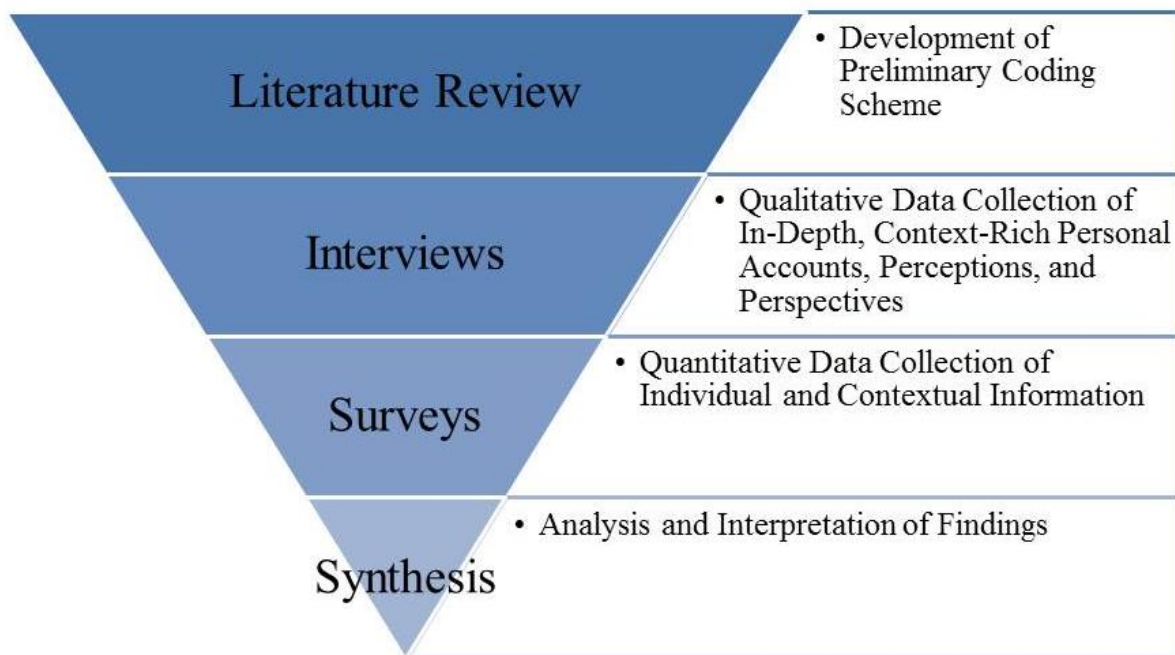 Literature Review
• Development of
Preliminary Coding
Scheme
Interviews
• Qualitative Data Collection of
In-Depth, Context-Rich Personal
Accounts, Perceptions, and
Perspectives
Surveys
• Quantitative Data Collection of
Individual and Contextual Information
Synthesis
• Analysis and Interpretation of Findings